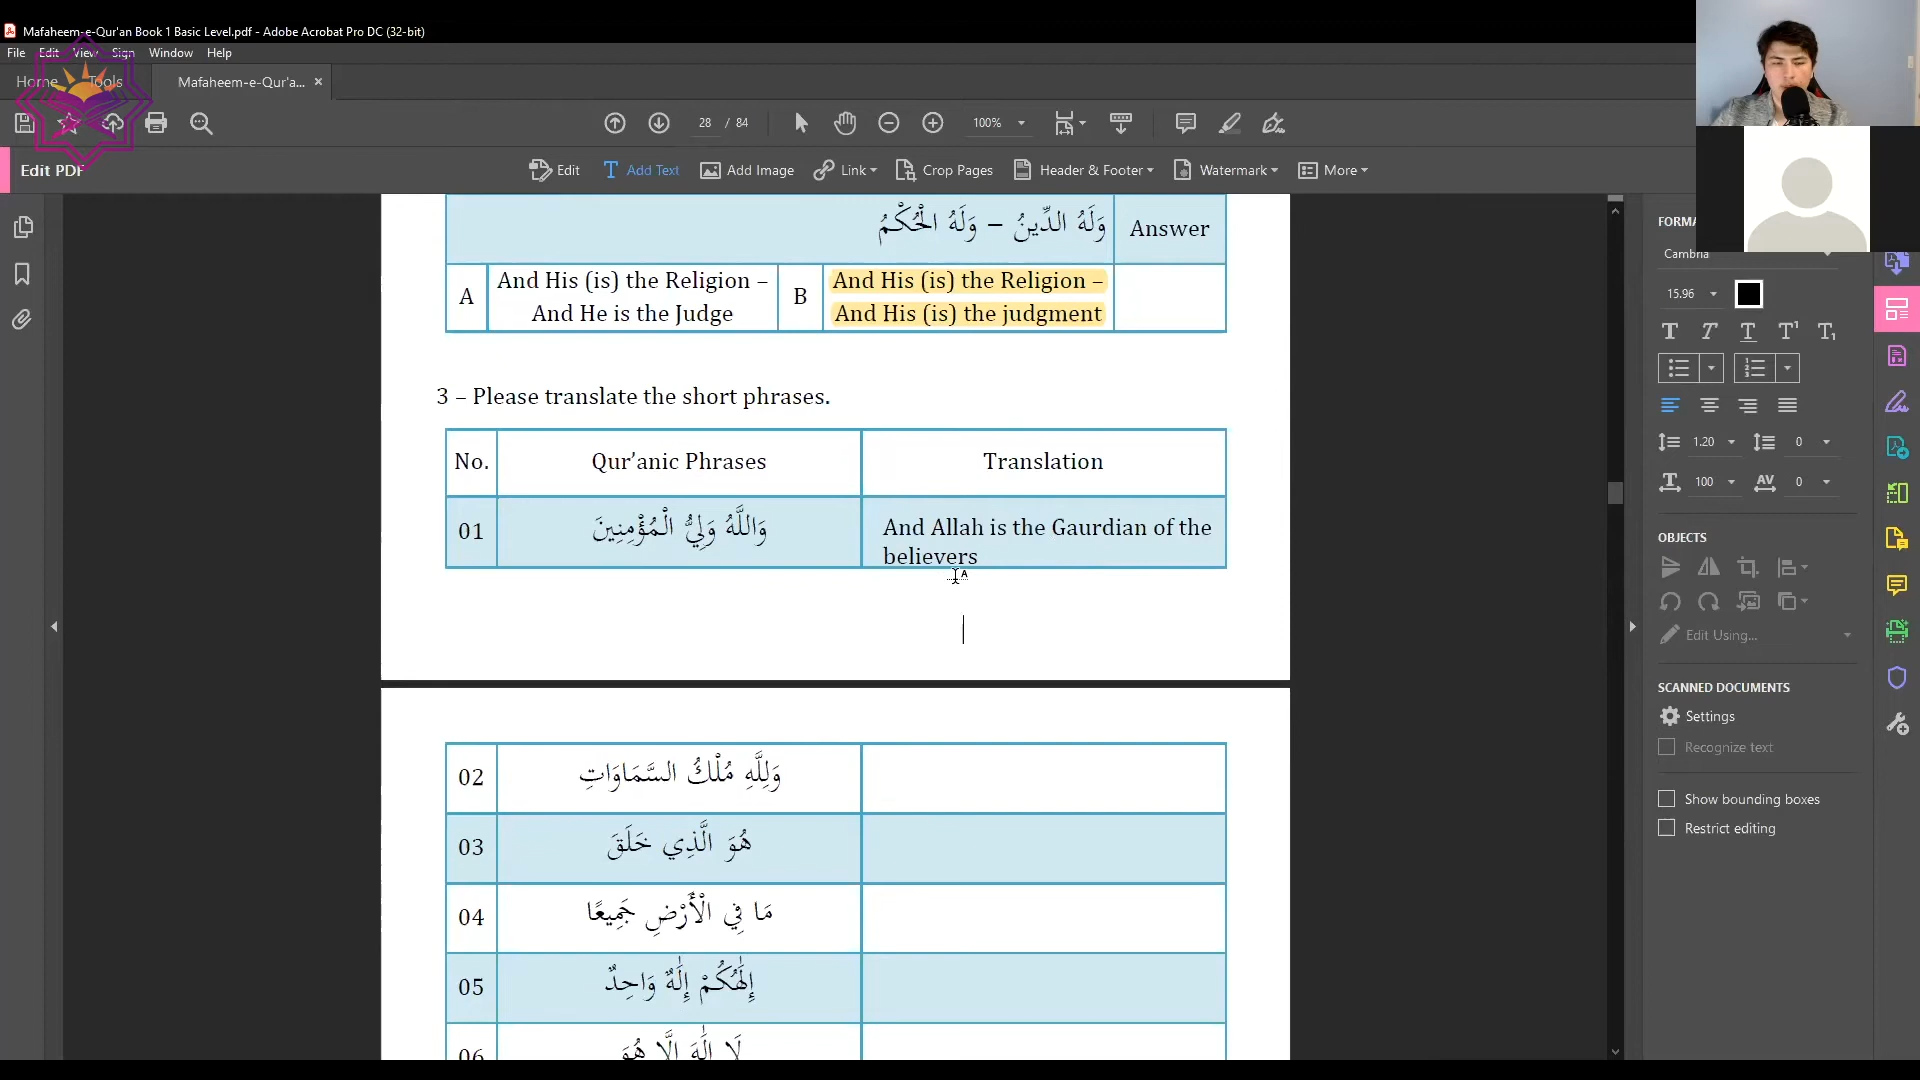 Mafaheem-e-Qur'an Book 1 Basic Level.pdf - Adobe Acrobat Pro DC (32-bit)
File Edit View Sign Window Help
Home Tools Mafaheem-e-Qur'a... ×
28 / 84 100%
Edit PDF Edit Add Text Add Image Link Crop Pages Header & Footer Watermark More
وَلَهُ الدِّينُ – وَلَهُ الْحُكْمُ Answer
A And His (is) the Religion – And He is the Judge B And His (is) the Religion – And His (is) the judgment
3 – Please translate the short phrases.
No. Qur’anic Phrases Translation
01 وَاللَّهُ وَلِيُّ الْمُؤْمِنِينَ And Allah is the Gaurdian of the
believers
02 وَلِلَّهِ مُلْكُ السَّمَاوَاتِ
03 هُوَ الَّذِي خَلَقَ
04 مَا فِي الْأَرْضِ جَمِيعًا
05 إِلَٰهُكُمْ إِلَٰهٌ وَاحِدٌ
06 لَا إِلَٰهَ إِلَّا هُوَ
FORMA
Cambria
15.96
T T T T¹ T₁
1.20 0
100 AV 0
OBJECTS
Edit Using...
SCANNED DOCUMENTS
Settings
Recognize text
Show bounding boxes
Restrict editing